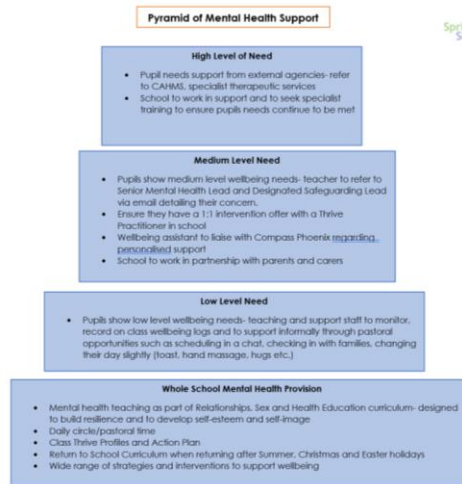 Pyramid of Mental Health Support
High Level of Need
• Pupil needs support from external agencies- refer
to CAHMS, specialist therapeutic services
• School to work in support and to seek specialist
training to ensure pupils needs continue to be met
Medium Level Need
• Pupils show medium level wellbeing needs- teacher to refer to
Senior Mental Health Lead and Designated Safeguarding Lead
via email detailing their concern.
• Ensure they have a 1:1 intervention offer with a Thrive
Practitioner in school
• Wellbeing assistant to liaise with Compass Phoenix regarding
personalised support
• School to work in partnership with parents and carers
Low Level Need
• Pupils show low level wellbeing needs- teaching and support staff to monitor,
record on class wellbeing logs and to support informally through pastoral
opportunities such as scheduling in a chat, checking in with families, changing
their day slightly (toast, hand massage, hugs etc.)
Whole School Mental Health Provision
• Mental health teaching as part of Relationships, Sex and Health Education curriculum- designed
to build resilience and to develop self-esteem and self-image
• Daily circle/pastoral time
• Class Thrive Profiles and Action Plan
• Return to School Curriculum when returning after Summer, Christmas and Easter holidays
• Wide range of strategies and interventions to support wellbeing